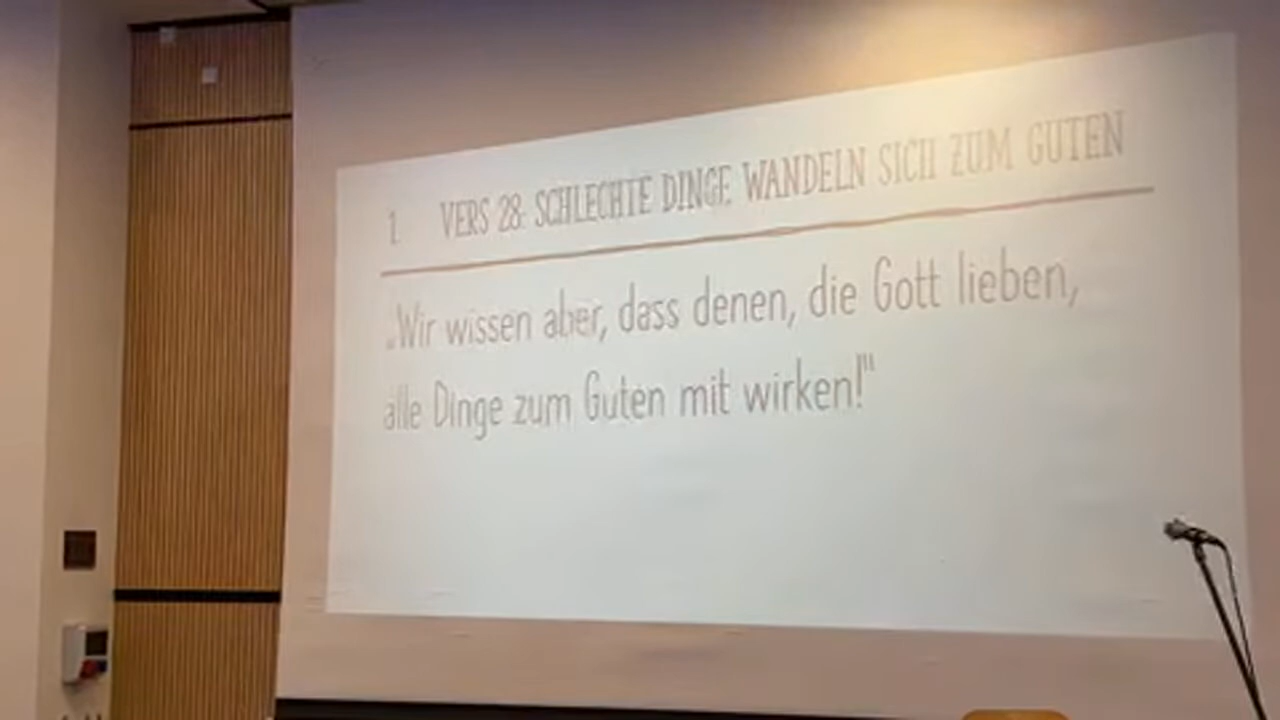 1. VERS 28: SCHLECHTE DINGE WANDELN SICH ZUM GUTEN
„Wir wissen aber, dass denen, die Gott lieben,
alle Dinge zum Guten mit wirken!"